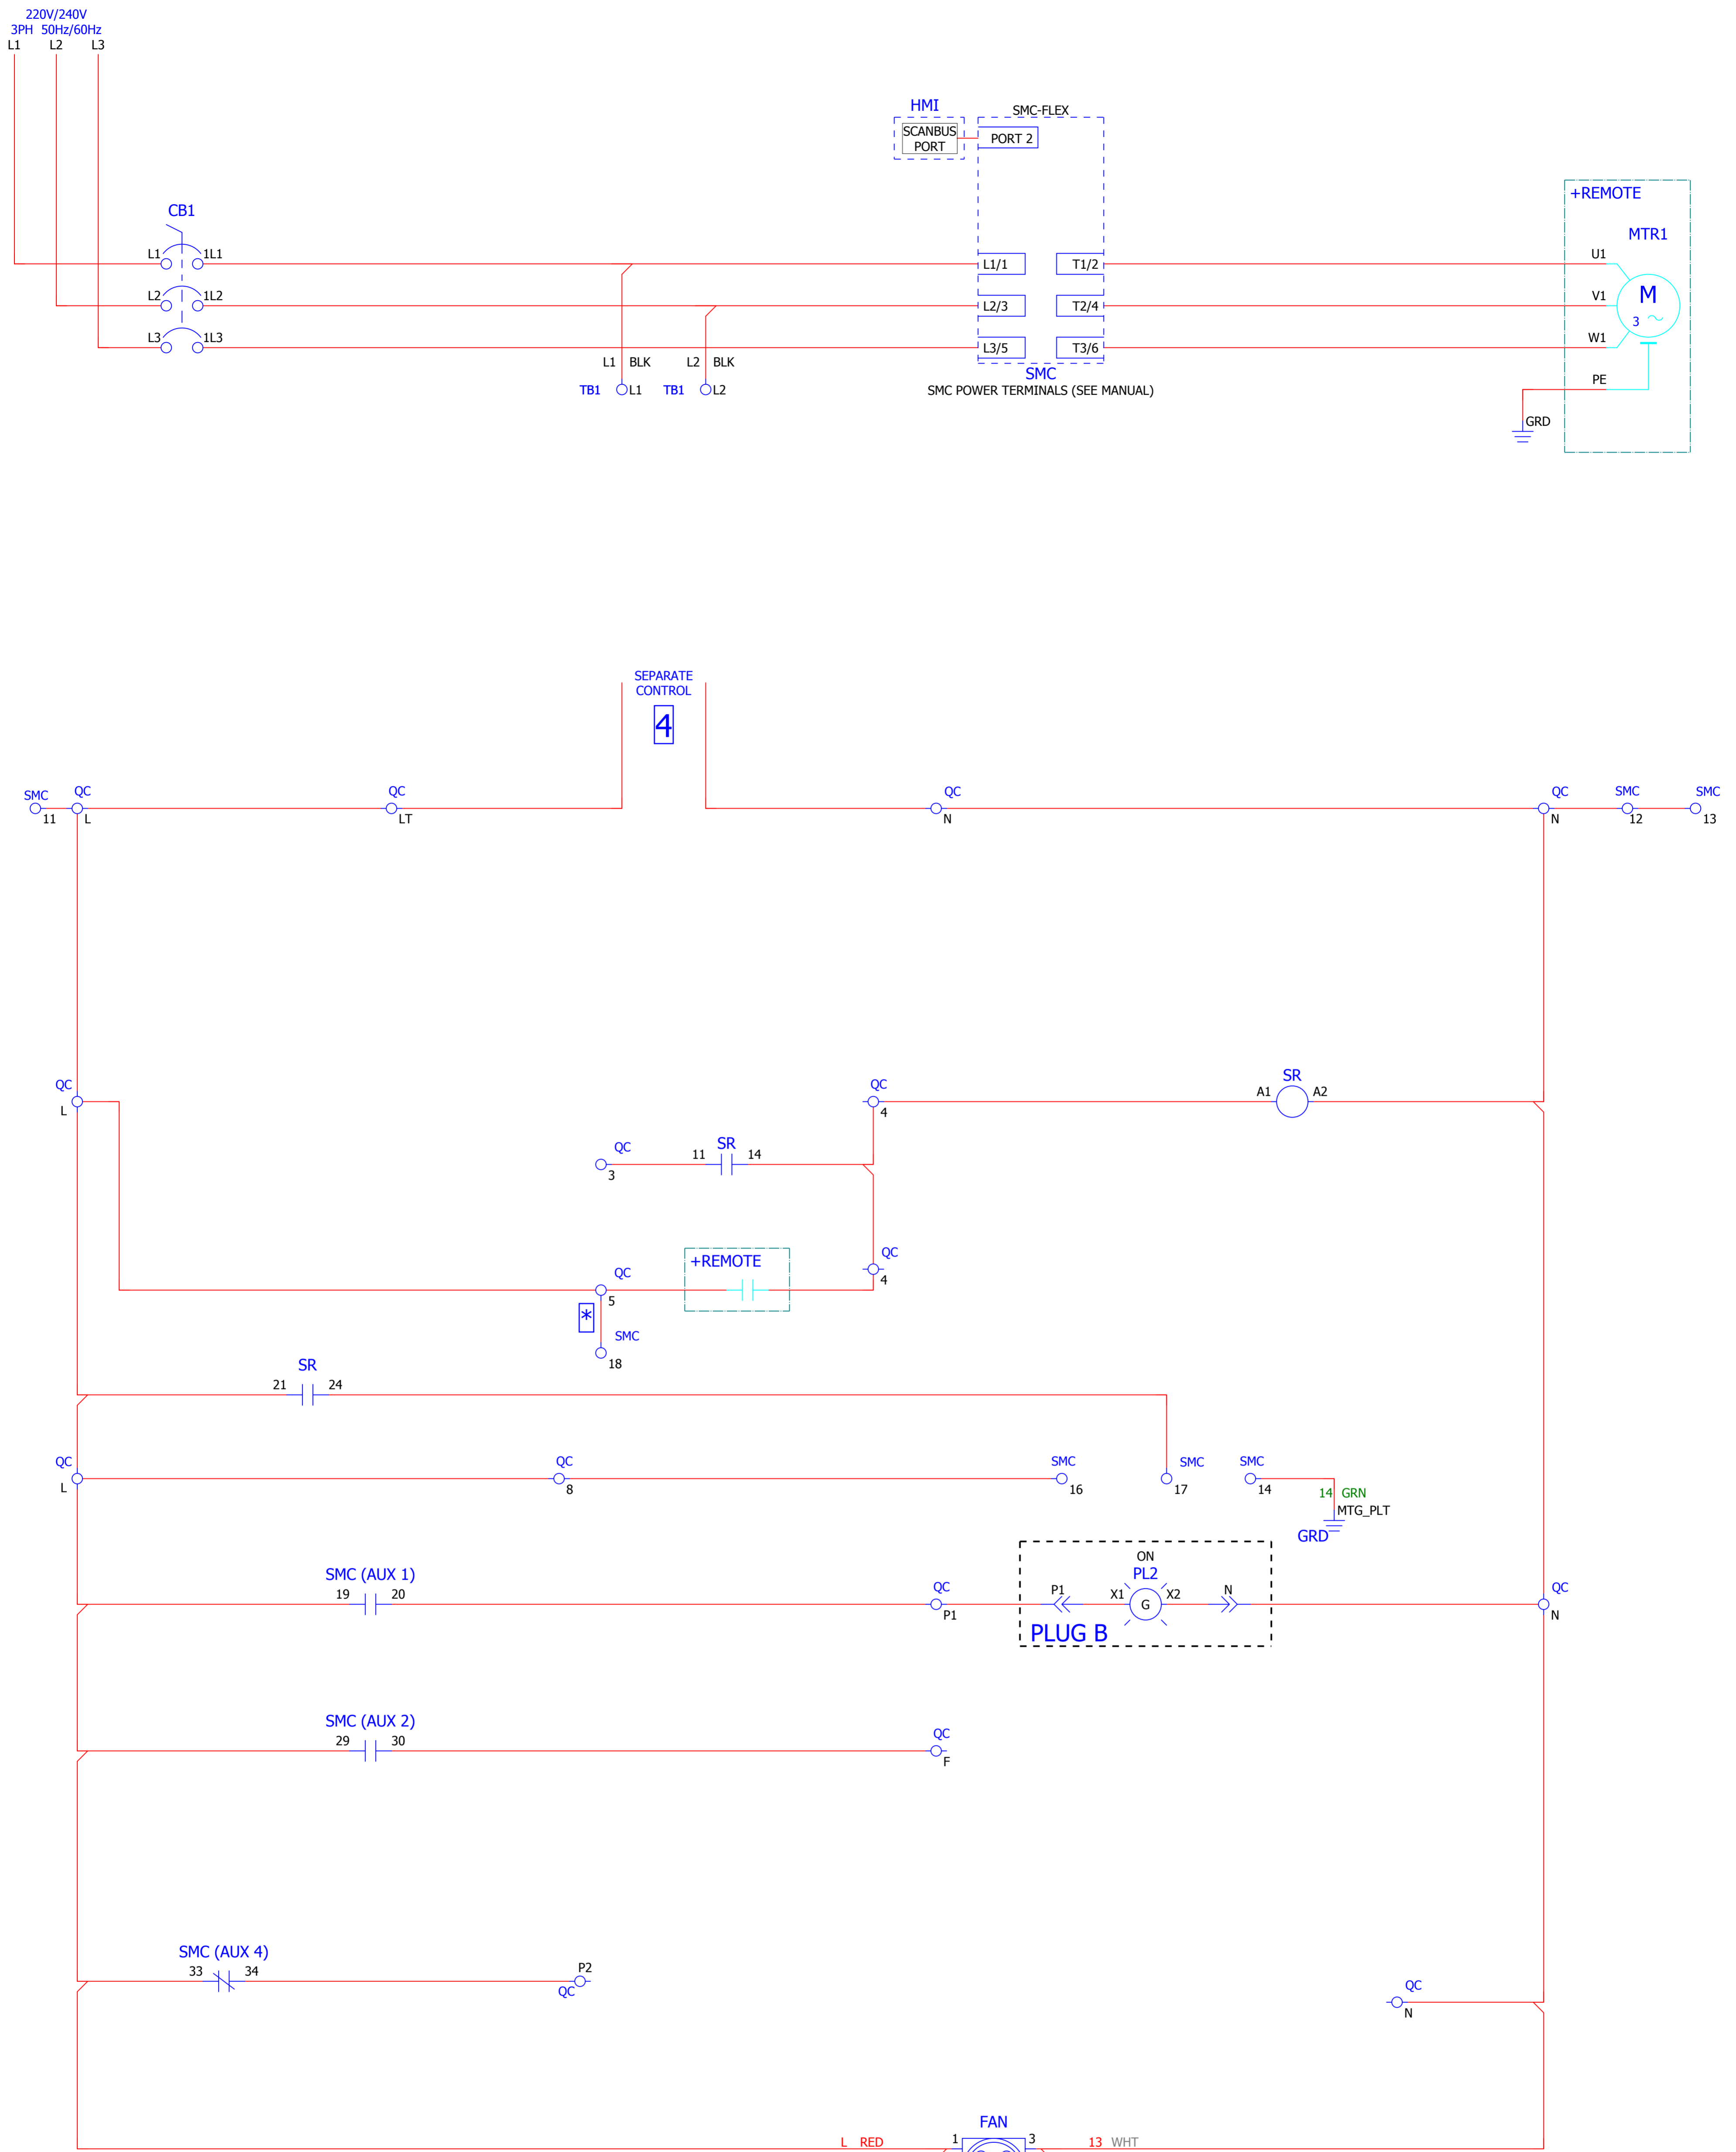 220V/240V
3PH 50Hz/60Hz
L1 L2 L3
HMI
SCANBUS
PORT
SMC-FLEX
PORT 2
+REMOTE
MTR1
CB1
L1 1L1
L2 1L2
L3 1L3
L1/1 T1/2
L2/3 T2/4
L3/5 T3/6
U1
V1
W1
PE
M
3
L1 BLK
L2 BLK
TB1 L1
TB1 L2
SMC
SMC POWER TERMINALS (SEE MANUAL)
GRD
SEPARATE
CONTROL
4
SMC QC QC QC QC SMC SMC
11 L LT N N 12 13
QC
L
QC
4
SR
A1 A2
QC
3
SR
11 14
+REMOTE
QC
4
QC
5
*
SMC
18
SR
21 24
QC QC SMC SMC SMC
L 8 16 17 14
14 GRN
MTG_PLT
GRD
SMC (AUX 1)
19 20
QC
P1
ON
PL2
P1 X1 G X2 N
PLUG B
QC
N
SMC (AUX 2)
29 30
QC
F
SMC (AUX 4)
33 34
P2
QC
QC
N
FAN
L RED 1 3 13 WHT